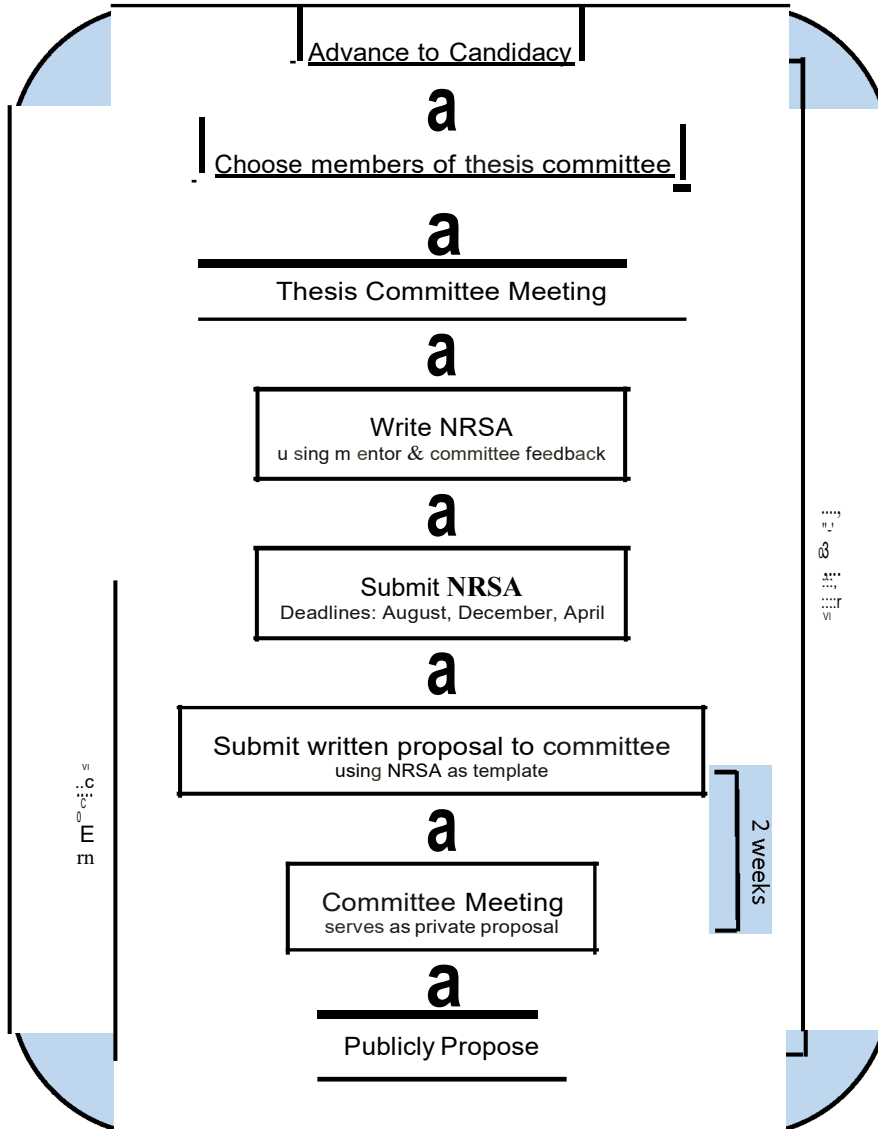 Advance to Candidacy
a
Choose members of thesis committee
a
Thesis Committee Meeting
a
Write NRSA
u sing m entor & committee feedback
a
Submit NRSA
Deadlines: August, December, April
a
Submit written proposal to committee
using NRSA as template
a
2 weeks
Committee Meeting
serves as private proposal
a
Publicly Propose
E
rn